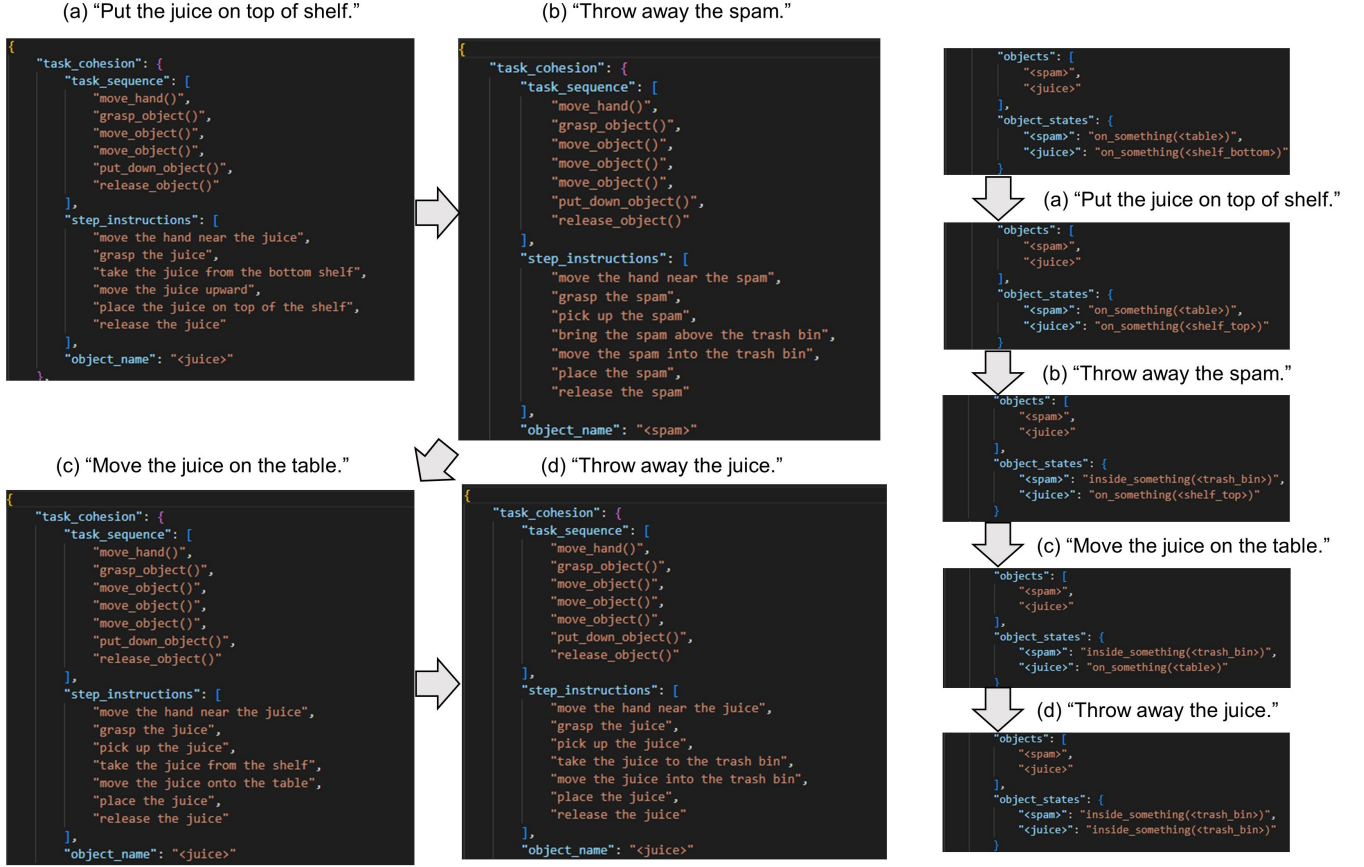 (a) “Put the juice on top of shelf.”
{
"task_cohesion": {
"task_sequence": [
"move_hand()",
"grasp_object()",
"move_object()",
"move_object()",
"put_down_object()",
"release_object()"
],
"step_instructions": [
"move the hand near the juice",
"grasp the juice",
"take the juice from the bottom shelf",
"move the juice upward",
"place the juice on top of the shelf",
"release the juice"
],
"object_name": "<juice>"
},
(b) “Throw away the spam.”
{
"task_cohesion": {
"task_sequence": [
"move_hand()",
"grasp_object()",
"move_object()",
"move_object()",
"move_object()",
"put_down_object()",
"release_object()"
],
"step_instructions": [
"move the hand near the spam",
"grasp the spam",
"pick up the spam",
"bring the spam above the trash bin",
"move the spam into the trash bin",
"place the spam",
"release the spam"
],
"object_name": "<spam>"
(c) “Move the juice on the table.”
{
"task_cohesion": {
"task_sequence": [
"move_hand()",
"grasp_object()",
"move_object()",
"move_object()",
"move_object()",
"put_down_object()",
"release_object()"
],
"step_instructions": [
"move the hand near the juice",
"grasp the juice",
"pick up the juice",
"take the juice from the shelf",
"move the juice onto the table",
"place the juice",
"release the juice"
],
"object_name": "<juice>"
(d) “Throw away the juice.”
{
"task_cohesion": {
"task_sequence": [
"move_hand()",
"grasp_object()",
"move_object()",
"move_object()",
"move_object()",
"put_down_object()",
"release_object()"
],
"step_instructions": [
"move the hand near the juice",
"grasp the juice",
"pick up the juice",
"take the juice to the trash bin",
"move the juice into the trash bin",
"place the juice",
"release the juice"
],
"object_name": "<juice>"
"objects": [
"<spam>",
"<juice>"
],
"object_states": {
"<spam>": "on_something(<table>)",
"<juice>": "on_something(<shelf_bottom>)"
}
(a) “Put the juice on top of shelf.”
"objects": [
"<spam>",
"<juice>"
],
"object_states": {
"<spam>": "on_something(<table>)",
"<juice>": "on_something(<shelf_top>)"
}
(b) “Throw away the spam.”
"objects": [
"<spam>",
"<juice>"
],
"object_states": {
"<spam>": "inside_something(<trash_bin>)",
"<juice>": "on_something(<shelf_top>)"
}
(c) “Move the juice on the table.”
"objects": [
"<spam>",
"<juice>"
],
"object_states": {
"<spam>": "inside_something(<trash_bin>)",
"<juice>": "on_something(<table>)"
}
(d) “Throw away the juice.”
"objects": [
"<spam>",
"<juice>"
],
"object_states": {
"<spam>": "inside_something(<trash_bin>)",
"<juice>": "inside_something(<trash_bin>)"
}